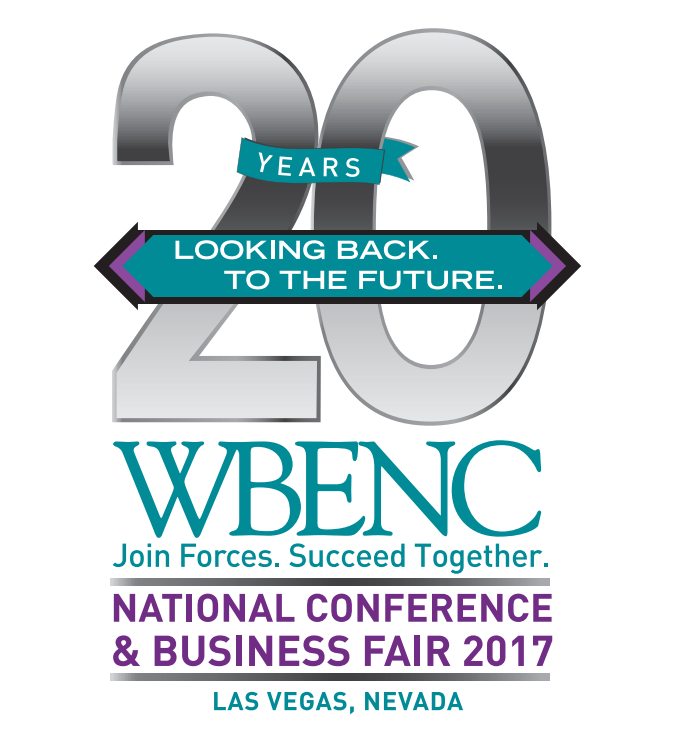 20
YEARS
LOOKING BACK.
TO THE FUTURE.
WBENC
Join Forces. Succeed Together.
NATIONAL CONFERENCE
& BUSINESS FAIR 2017
LAS VEGAS, NEVADA